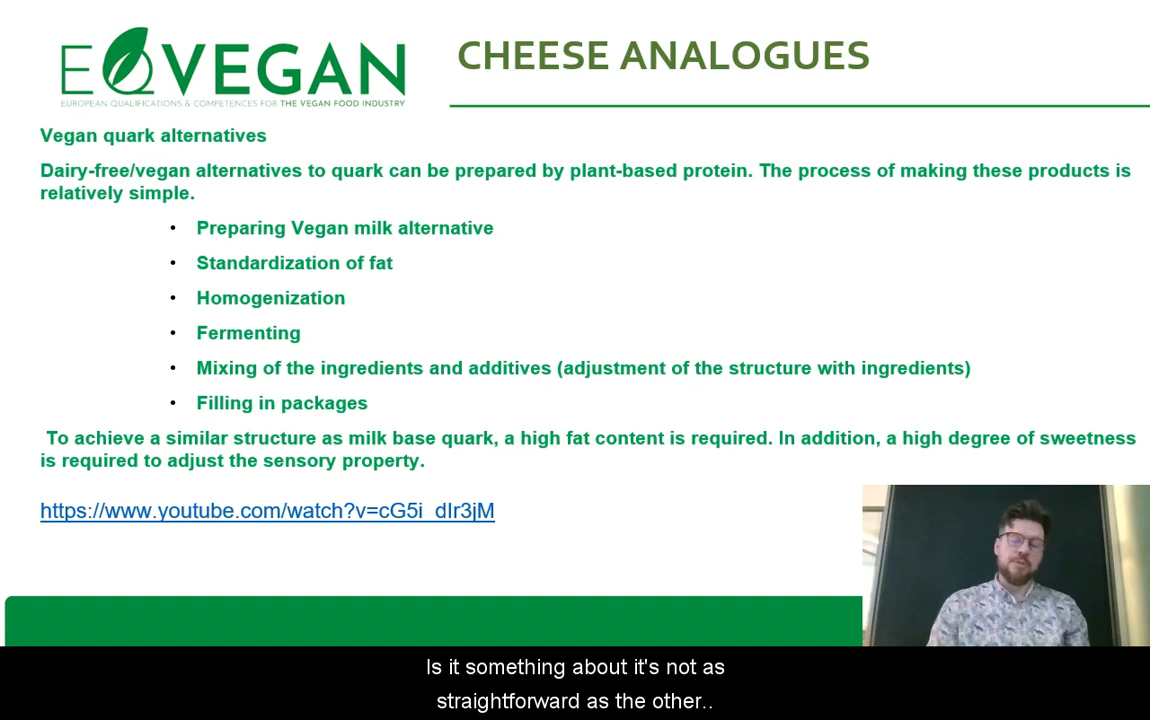 EQVEGAN
EUROPEAN QUALIFICATIONS & COMPETENCES FOR THE VEGAN FOOD INDUSTRY
CHEESE ANALOGUES
Vegan quark alternatives
Dairy-free/vegan alternatives to quark can be prepared by plant-based protein. The process of making these products is
relatively simple.
• Preparing Vegan milk alternative
• Standardization of fat
• Homogenization
• Fermenting
• Mixing of the ingredients and additives (adjustment of the structure with ingredients)
• Filling in packages
To achieve a similar structure as milk base quark, a high fat content is required. In addition, a high degree of sweetness
is required to adjust the sensory property.
https://www.youtube.com/watch?v=cG5i_dIr3jM
Is it something about it's not as
straightforward as the other..